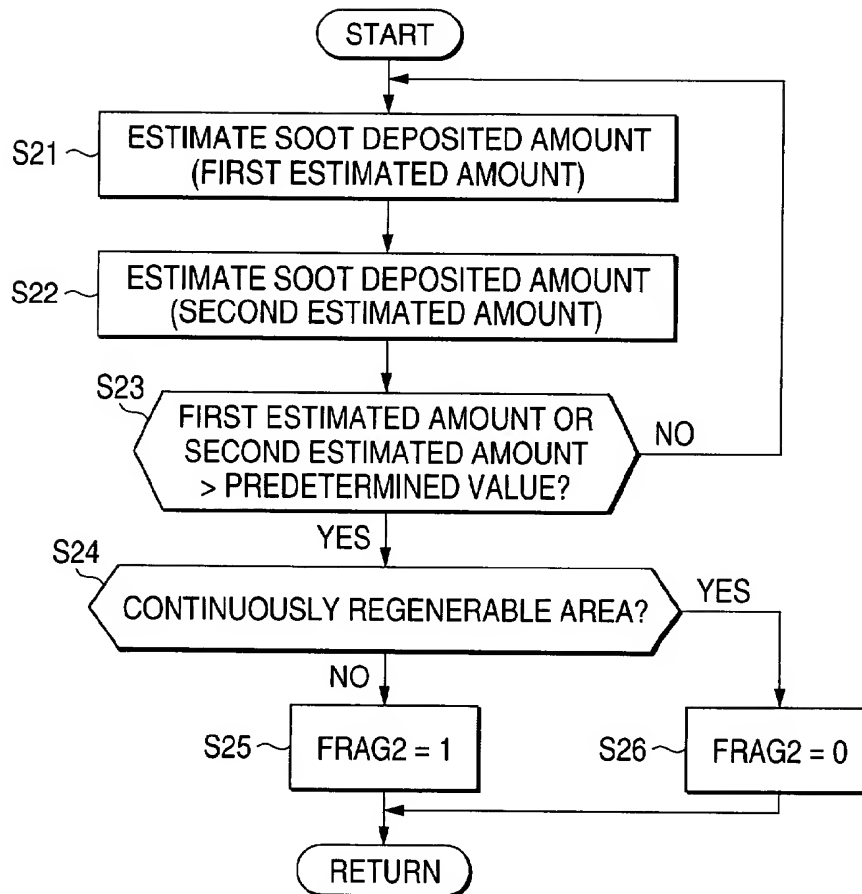 START
S21
ESTIMATE SOOT DEPOSITED AMOUNT
(FIRST ESTIMATED AMOUNT)
S22
ESTIMATE SOOT DEPOSITED AMOUNT
(SECOND ESTIMATED AMOUNT)
S23
FIRST ESTIMATED AMOUNT OR
SECOND ESTIMATED AMOUNT
> PREDETERMINED VALUE?
NO
YES
S24
CONTINUOUSLY REGENERABLE AREA?
YES
NO
S25
FRAG2 = 1
S26
FRAG2 = 0
RETURN